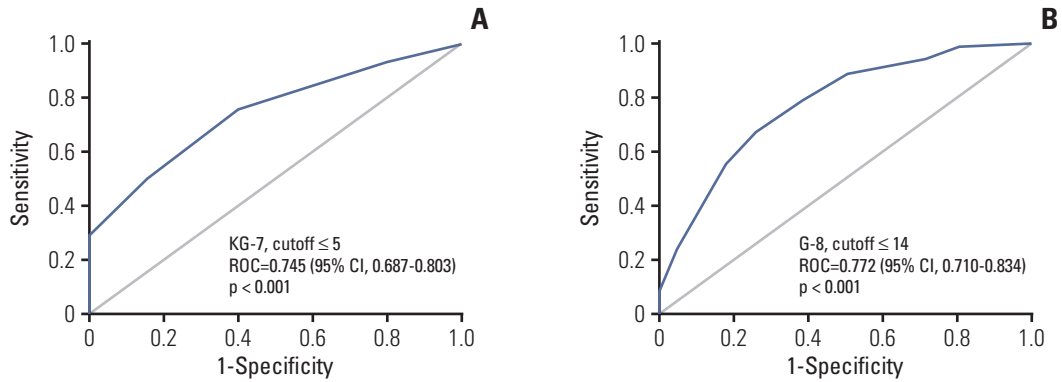 A
1.0
0.8
0.6
0.4
0.2
0
Sensitivity
KG-7, cutoff ≤ 5
ROC=0.745 (95% CI, 0.687-0.803)
p < 0.001
0 0.2 0.4 0.6 0.8 1.0
1-Specificity
B
1.0
0.8
0.6
0.4
0.2
0
Sensitivity
G-8, cutoff ≤ 14
ROC=0.772 (95% CI, 0.710-0.834)
p < 0.001
0 0.2 0.4 0.6 0.8 1.0
1-Specificity